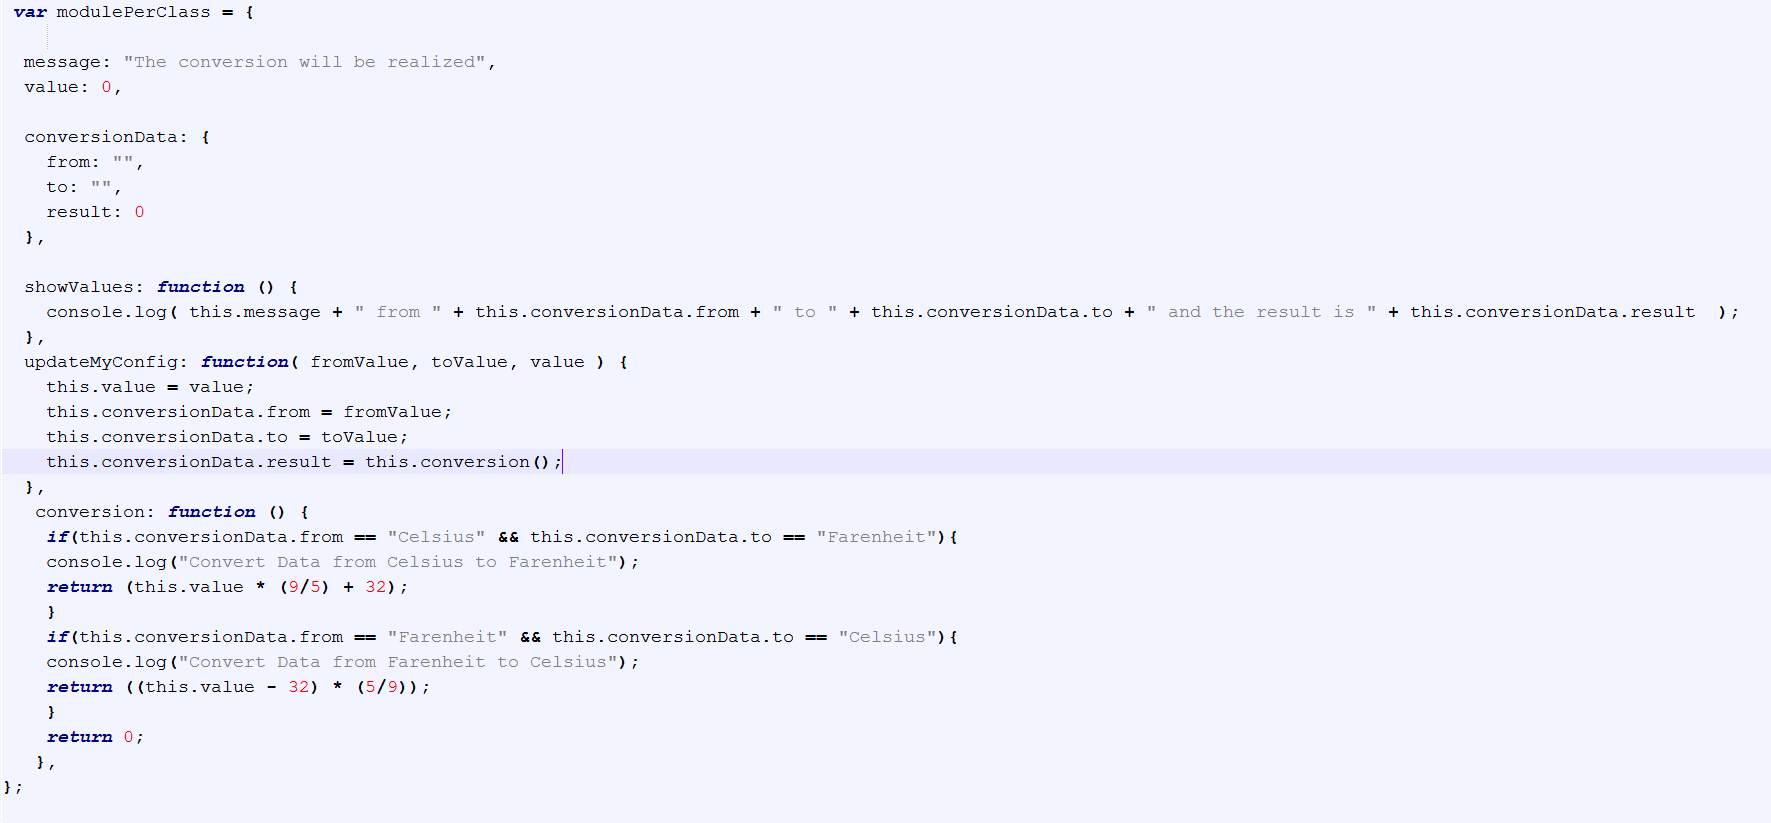 var modulePerClass = {
message: "The conversion will be realized",
value: 0,
conversionData: {
from: "",
to: "",
result: 0
},
showValues: function () {
console.log( this.message + " from " + this.conversionData.from + " to " + this.conversionData.to + " and the result is " + this.conversionData.result  );
},
updateMyConfig: function( fromValue, toValue, value ) {
this.value = value;
this.conversionData.from = fromValue;
this.conversionData.to = toValue;
this.conversionData.result = this.conversion();
},
conversion: function () {
if(this.conversionData.from == "Celsius" && this.conversionData.to == "Farenheit"){
console.log("Convert Data from Celsius to Farenheit");
return (this.value * (9/5) + 32);
}
if(this.conversionData.from == "Farenheit" && this.conversionData.to == "Celsius"){
console.log("Convert Data from Farenheit to Celsius");
return ((this.value - 32) * (5/9));
}
return 0;
},
};